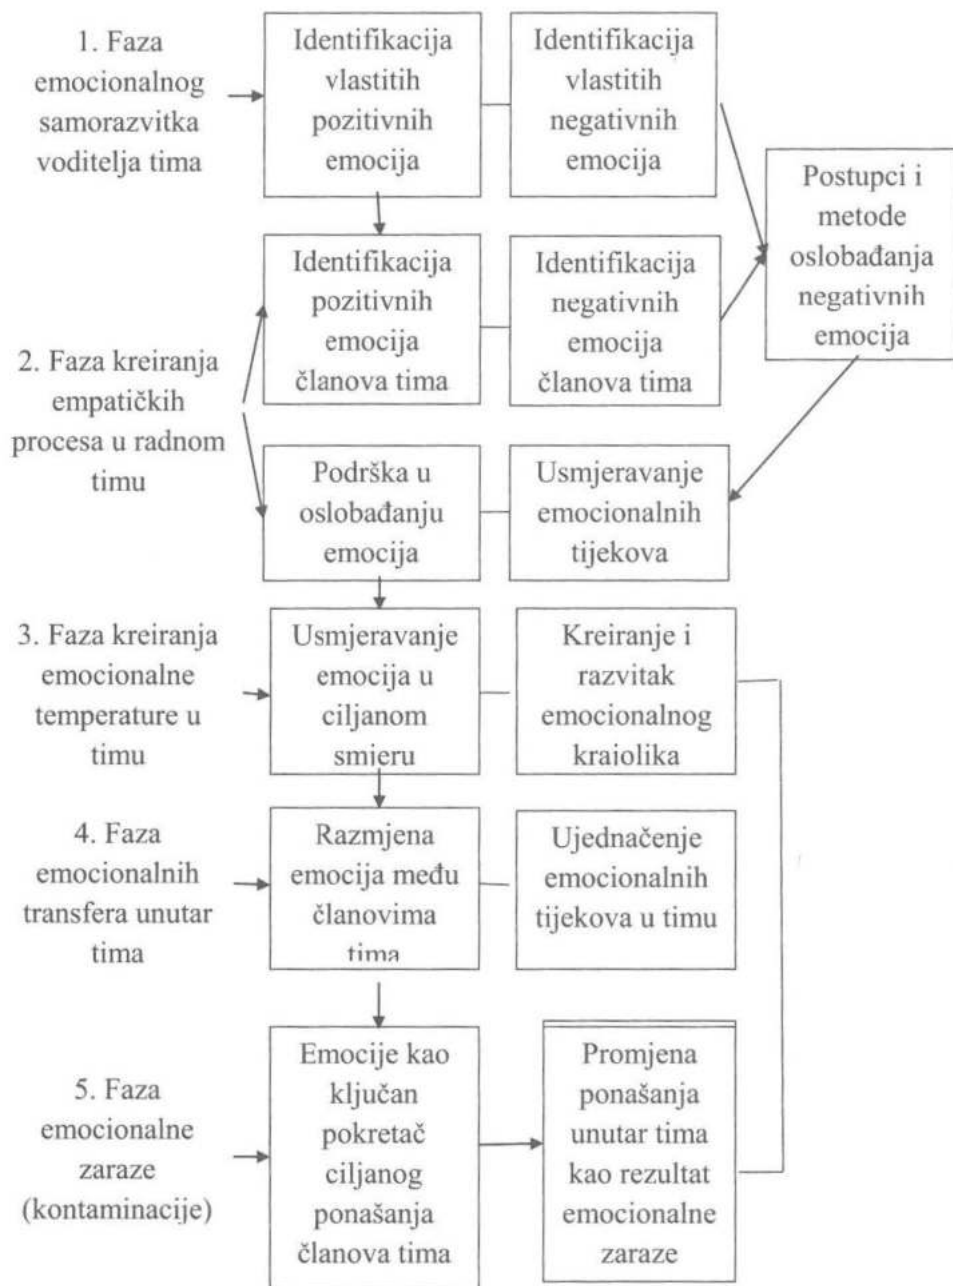 1. Faza
emocionalnog
samorazvitka
voditelja tima
Identifikacija
vlastitih
pozitivnih
emocija
Identifikacija
vlastitih
negativnih
emocija
Postupci i
metode
oslobađanja
negativnih
emocija
2. Faza kreiranja
empatičkih
procesa u radnom
timu
Identifikacija
pozitivnih
emocija
članova tima
Identifikacija
negativnih
emocija
članova tima
Podrška u
oslobađanju
emocija
Usmjeravanje
emocionalnih
tijekova
3. Faza kreiranja
emocionalne
temperature u
timu
Usmjeravanje
emocija u
ciljanom
smjeru
Kreiranje i
razvitak
emocionalnog
krajolika
4. Faza
emocionalnih
transfera unutar
tima
Razmjena
emocija među
članovima
tima
Ujednačenje
emocionalnih
tijekova u timu
5. Faza
emocionalne
zaraze
(kontaminacije)
Emocije kao
ključan
pokretač
ciljanog
ponašanja
članova tima
Promjena
ponašanja
unutar tima
kao rezultat
emocionalne
zaraze